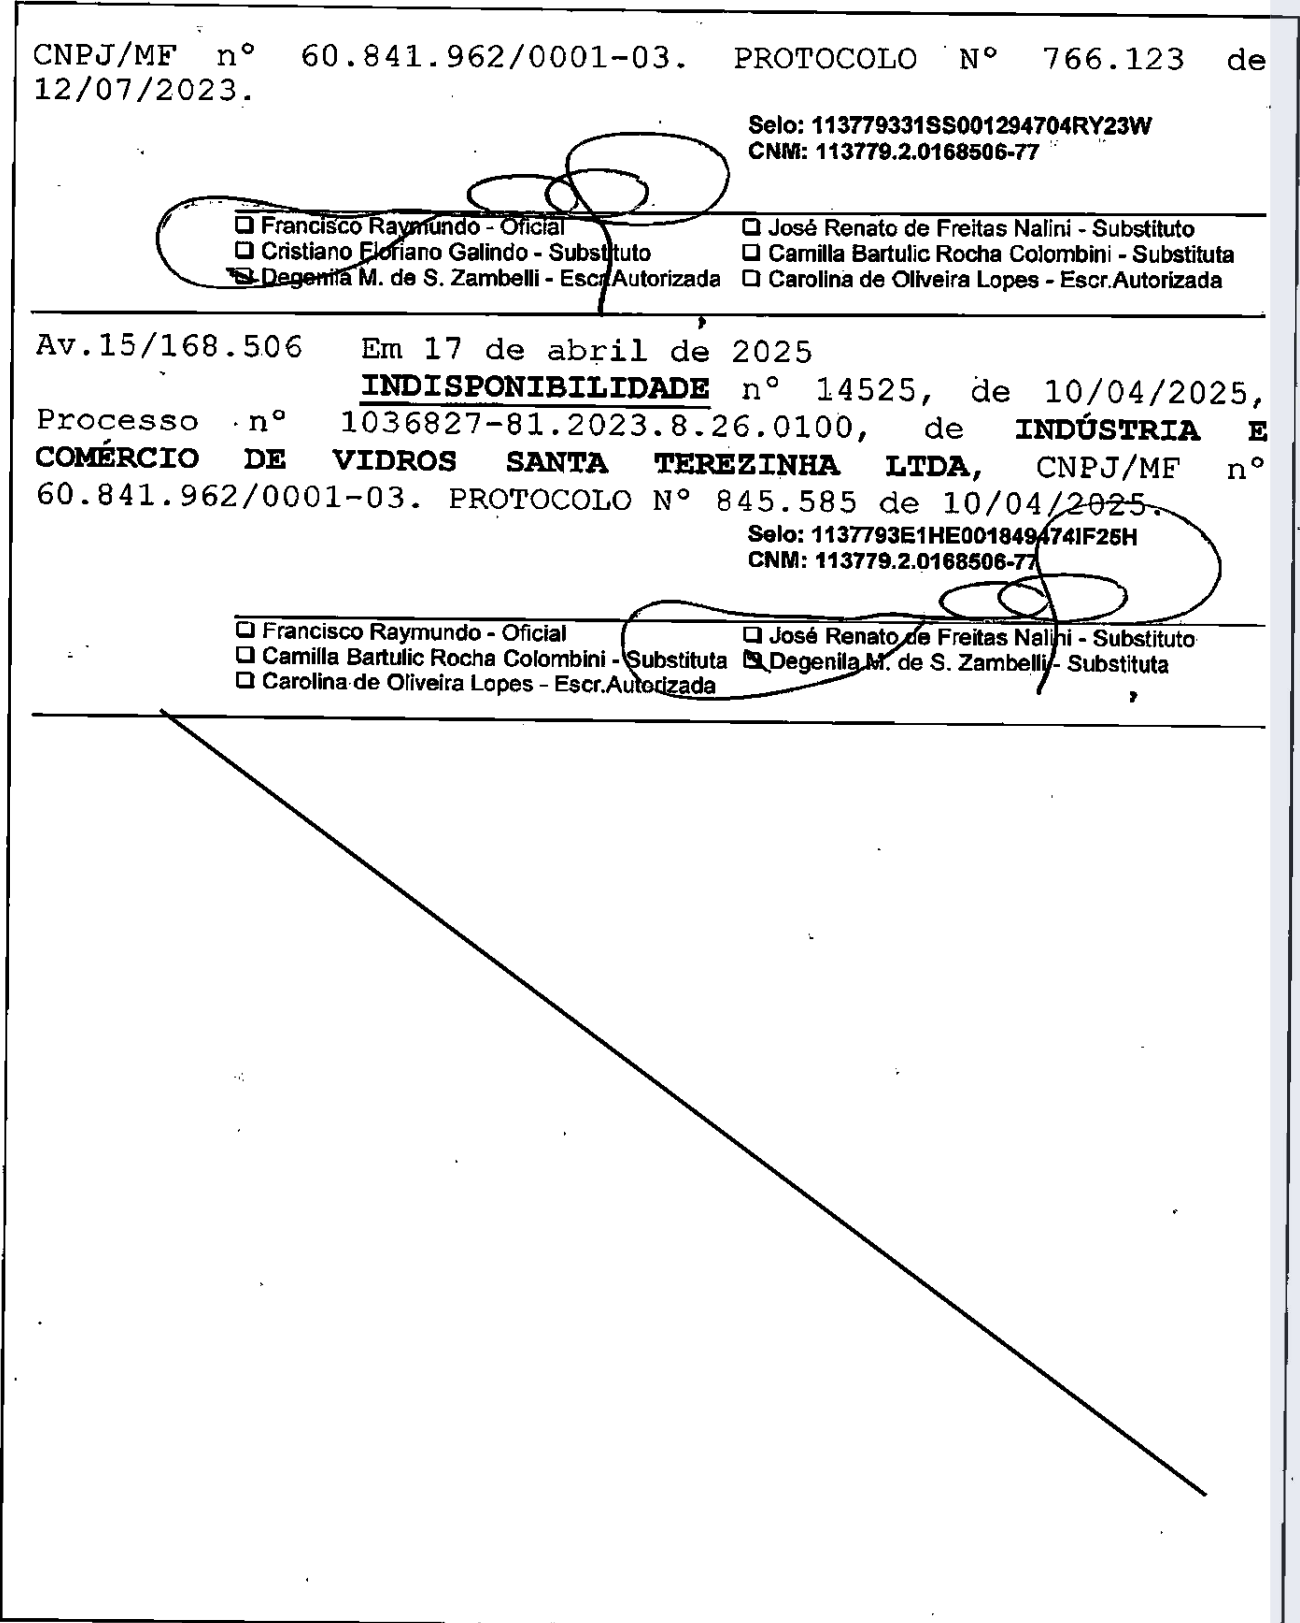 CNPJ/MF nº 60.841.962/0001-03. PROTOCOLO Nº 766.123 de
12/07/2023.
Selo: 113779331SS001294704RY23W
CNM: 113779.2.0168506-77
❑ Francisco Raymundo - Oficial
❑ Cristiano Floriano Galindo - Substituto
❑ Degenila M. de S. Zambelli - Escr.Autorizada
❑ José Renato de Freitas Nalini - Substituto
❑ Camilla Bartulic Rocha Colombini - Substituta
❑ Carolina de Oliveira Lopes - Escr.Autorizada
Av.15/168.506 Em 17 de abril de 2025
INDISPONIBILIDADE nº 14525, de 10/04/2025,
Processo nº 1036827-81.2023.8.26.0100, de INDÚSTRIA E
COMÉRCIO DE VIDROS SANTA TEREZINHA LTDA, CNPJ/MF nº
60.841.962/0001-03. PROTOCOLO Nº 845.585 de 10/04/2025.
Selo: 1137793E1HE001849474IF25H
CNM: 113779.2.0168506-77
❑ Francisco Raymundo - Oficial
❑ Camilla Bartulic Rocha Colombini - Substituta
❑ Carolina de Oliveira Lopes - Escr.Autorizada
❑ José Renato de Freitas Nalini - Substituto
❑ Degenila M. de S. Zambelli - Substituta